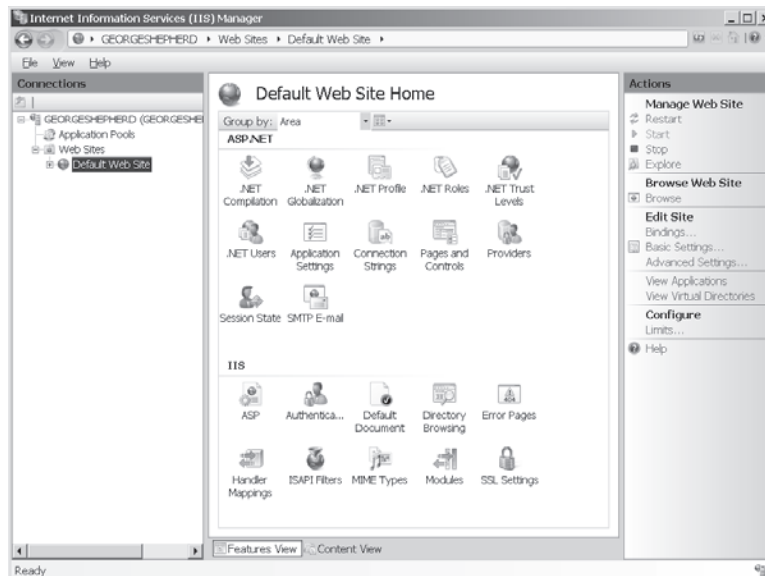 Internet Information Services (IIS) Manager
GEORGESHEPHERD
Web Sites
Default Web Site
File View Help
Connections
GEORGESHEPHERD (GEORGESHE
Application Pools
Web Sites
Default Web Site
Default Web Site Home
Group by: Area
ASP.NET
.NET Compilation
.NET Globalization
.NET Profile
.NET Roles
.NET Trust Levels
.NET Users
Application Settings
Connection Strings
Pages and Controls
Providers
Session State
SMTP E-mail
IIS
ASP
Authentica...
Default Document
Directory Browsing
Error Pages
Handler Mappings
ISAPI Filters
MIME Types
Modules
SSL Settings
Features View
Content View
Actions
Manage Web Site
Restart
Start
Stop
Explore
Browse Web Site
Browse
Edit Site
Bindings...
Basic Settings...
Advanced Settings...
View Applications
View Virtual Directories
Configure
Limits...
Help
Ready